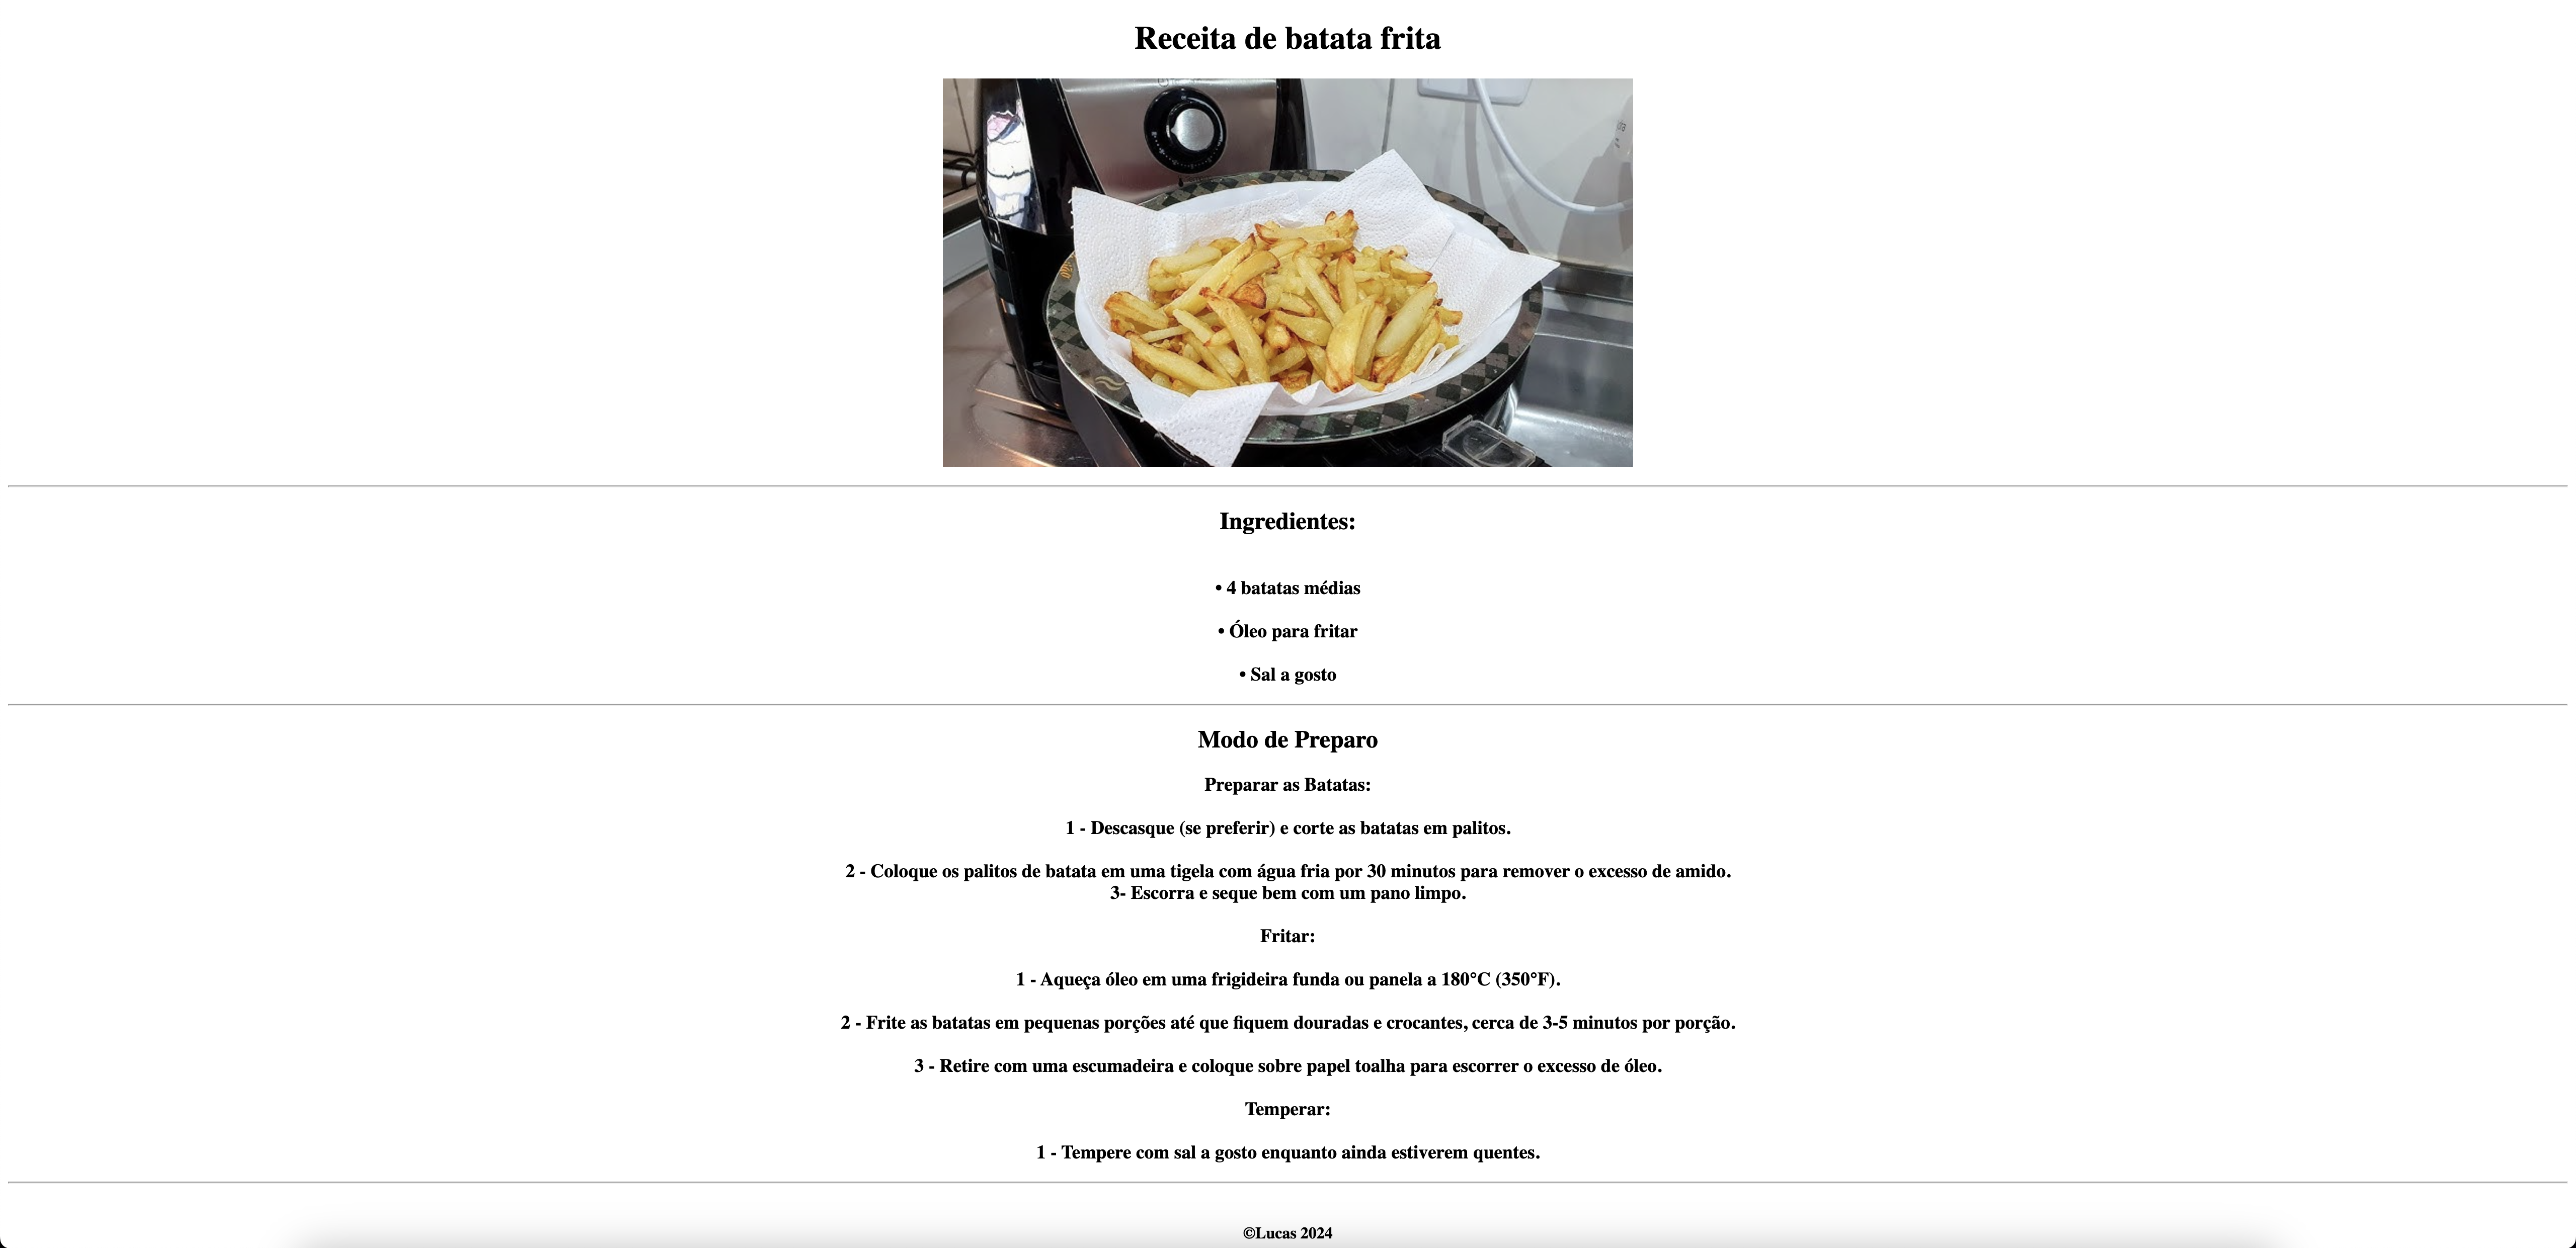 Receita de batata frita
Ingredientes:
• 4 batatas médias
• Óleo para fritar
• Sal a gosto
Modo de Preparo
Preparar as Batatas:
1 - Descasque (se preferir) e corte as batatas em palitos.
2 - Coloque os palitos de batata em uma tigela com água fria por 30 minutos para remover o excesso de amido.
3- Escorra e seque bem com um pano limpo.
Fritar:
1 - Aqueça óleo em uma frigideira funda ou panela a 180°C (350°F).
2 - Frite as batatas em pequenas porções até que fiquem douradas e crocantes, cerca de 3-5 minutos por porção.
3 - Retire com uma escumadeira e coloque sobre papel toalha para escorrer o excesso de óleo.
Temperar:
1 - Tempere com sal a gosto enquanto ainda estiverem quentes.
©Lucas 2024